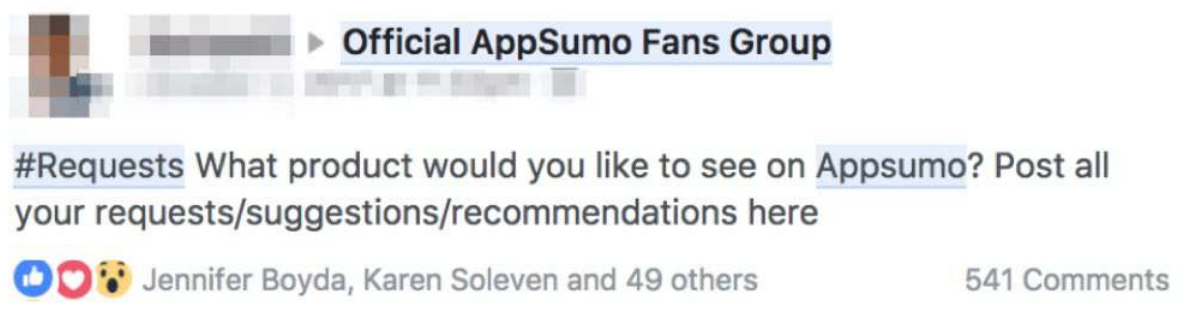 Official AppSumo Fans Group
#Requests What product would you like to see on Appsumo? Post all
your requests/suggestions/recommendations here
Jennifer Boyda, Karen Soleven and 49 others 541 Comments